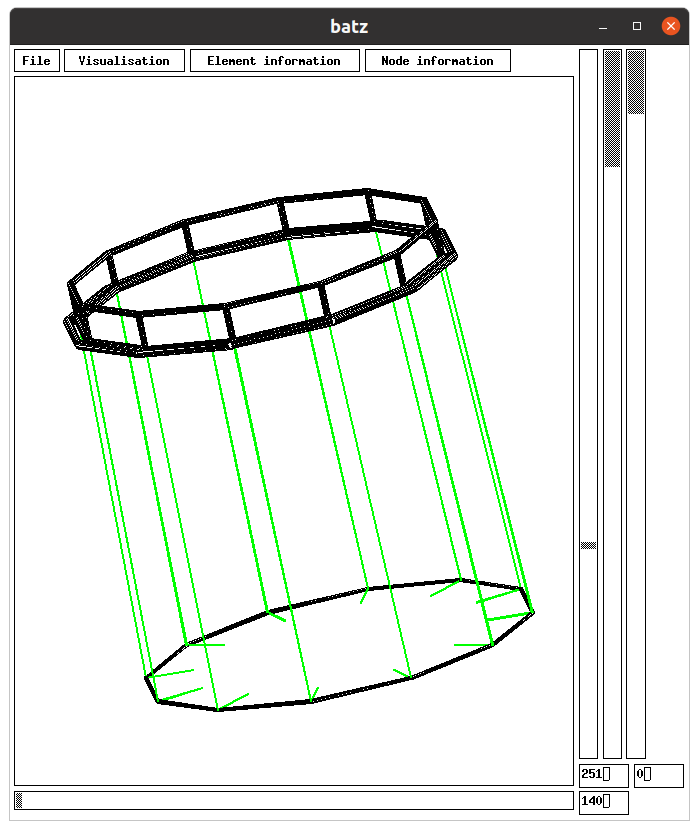 batz
File Visualisation Element information Node information
251 0
140